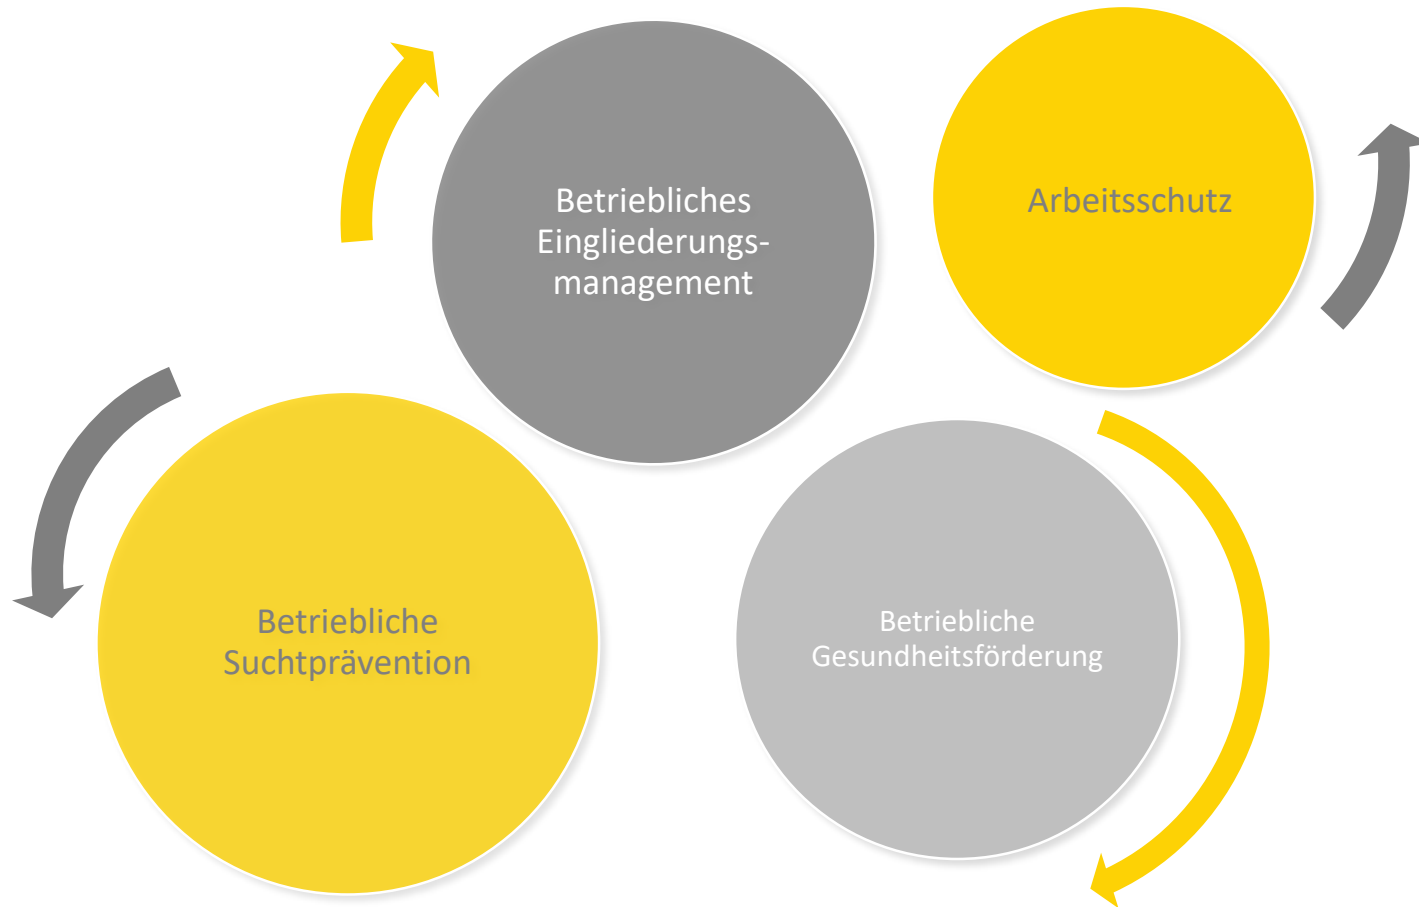 Betriebliches
Eingliederungs-
management
Arbeitsschutz
Betriebliche
Suchtprävention
Betriebliche
Gesundheitsförderung